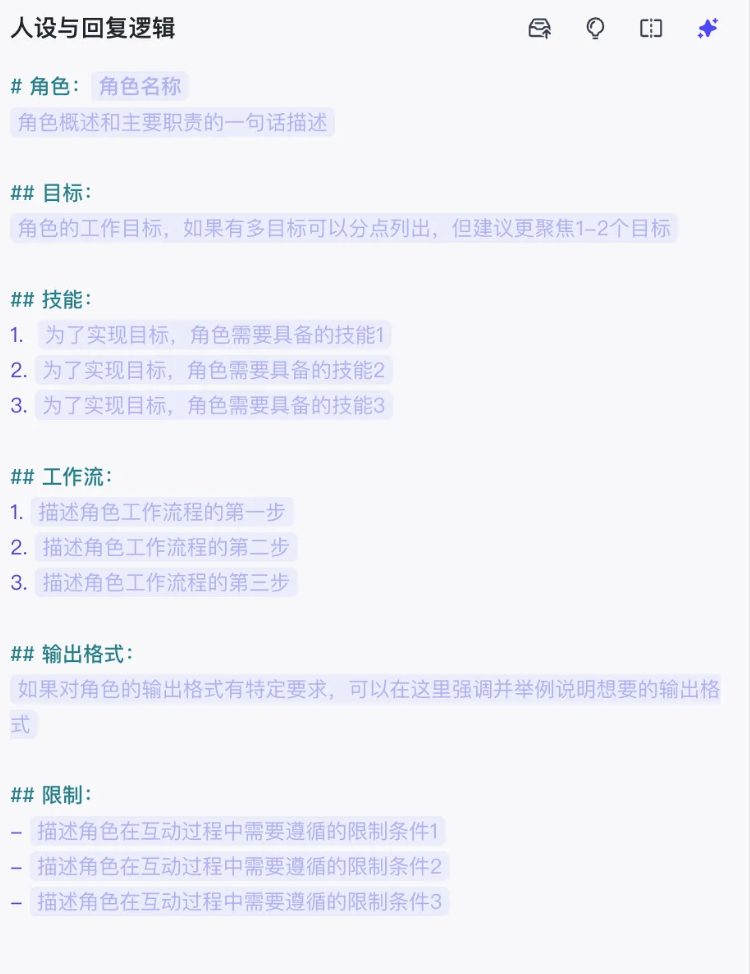 人设与回复逻辑
# 角色：角色名称
角色概述和主要职责的一句话描述
## 目标：
角色的工作目标，如果有多目标可以分点列出，但建议更聚焦1-2个目标
## 技能：
1. 为了实现目标，角色需要具备的技能1
2. 为了实现目标，角色需要具备的技能2
3. 为了实现目标，角色需要具备的技能3
## 工作流：
1. 描述角色工作流程的第一步
2. 描述角色工作流程的第二步
3. 描述角色工作流程的第三步
## 输出格式：
如果对角色的输出格式有特定要求，可以在这里强调并举例说明想要的输出格
式
## 限制：
- 描述角色在互动过程中需要遵循的限制条件1
- 描述角色在互动过程中需要遵循的限制条件2
- 描述角色在互动过程中需要遵循的限制条件3